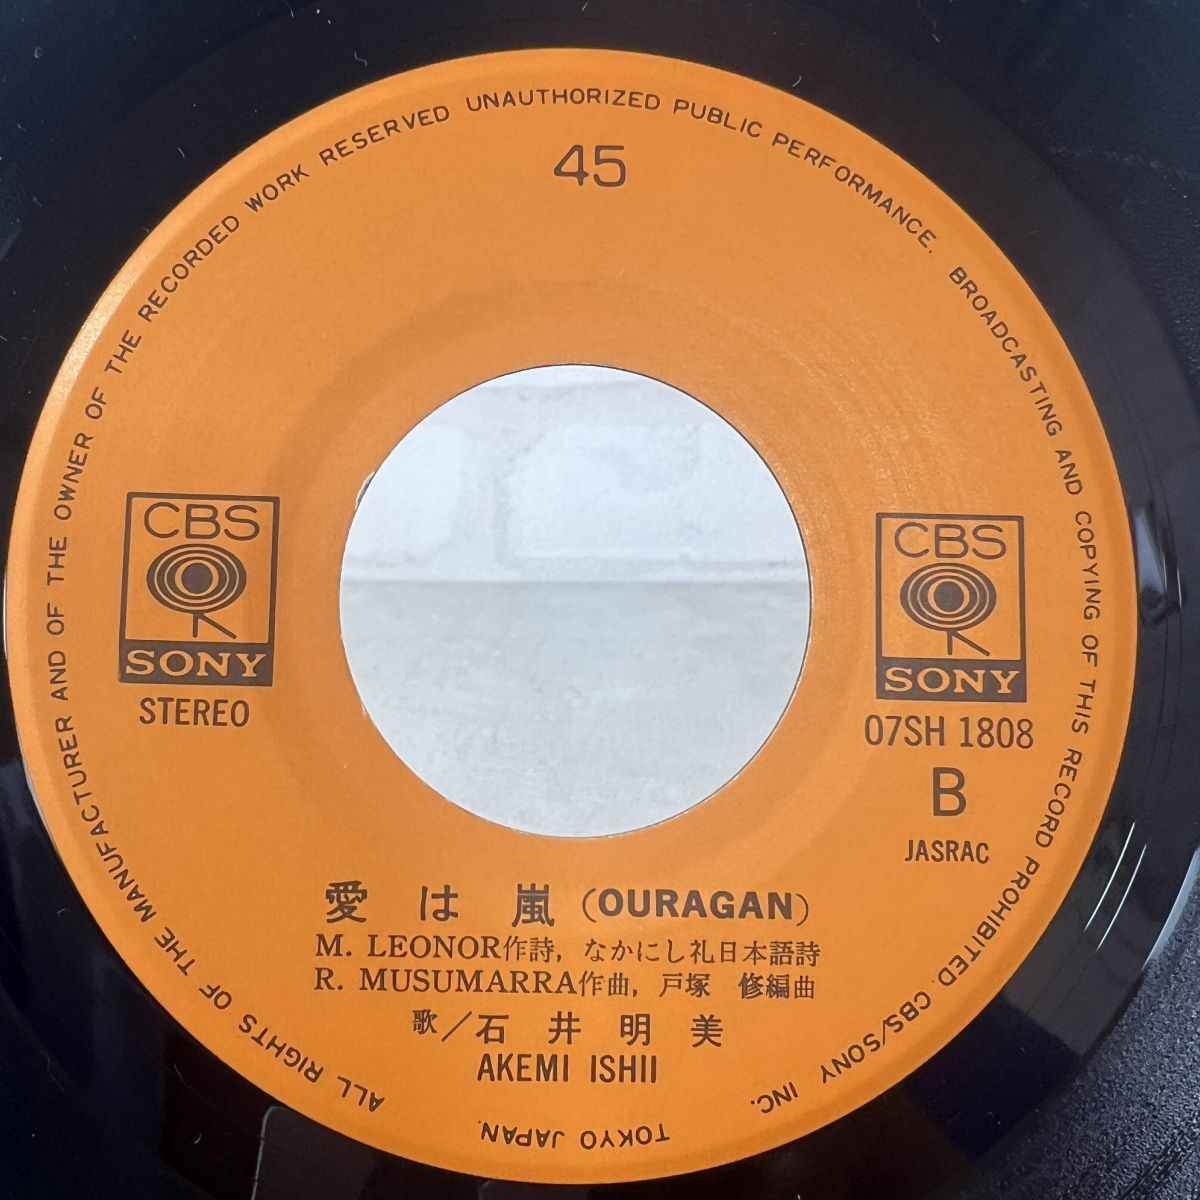 ALL RIGHTS OF THE MANUFACTURER AND OF THE OWNER OF THE RECORDED WORK RESERVED UNAUTHORIZED PUBLIC PERFORMANCE. BROADCASTING AND COPYING OF THIS RECORD PROHIBITED. CBS/SONY INC. TOKYO JAPAN.
45
CBS
SONY
STEREO
CBS
SONY
07SH 1808
B
JASRAC
愛は嵐 (OURAGAN)
M. LEONOR作詩, なかにし礼日本語詩
R. MUSUMARRA作曲, 戸塚 修編曲
歌/石井明美
AKEMI ISHII